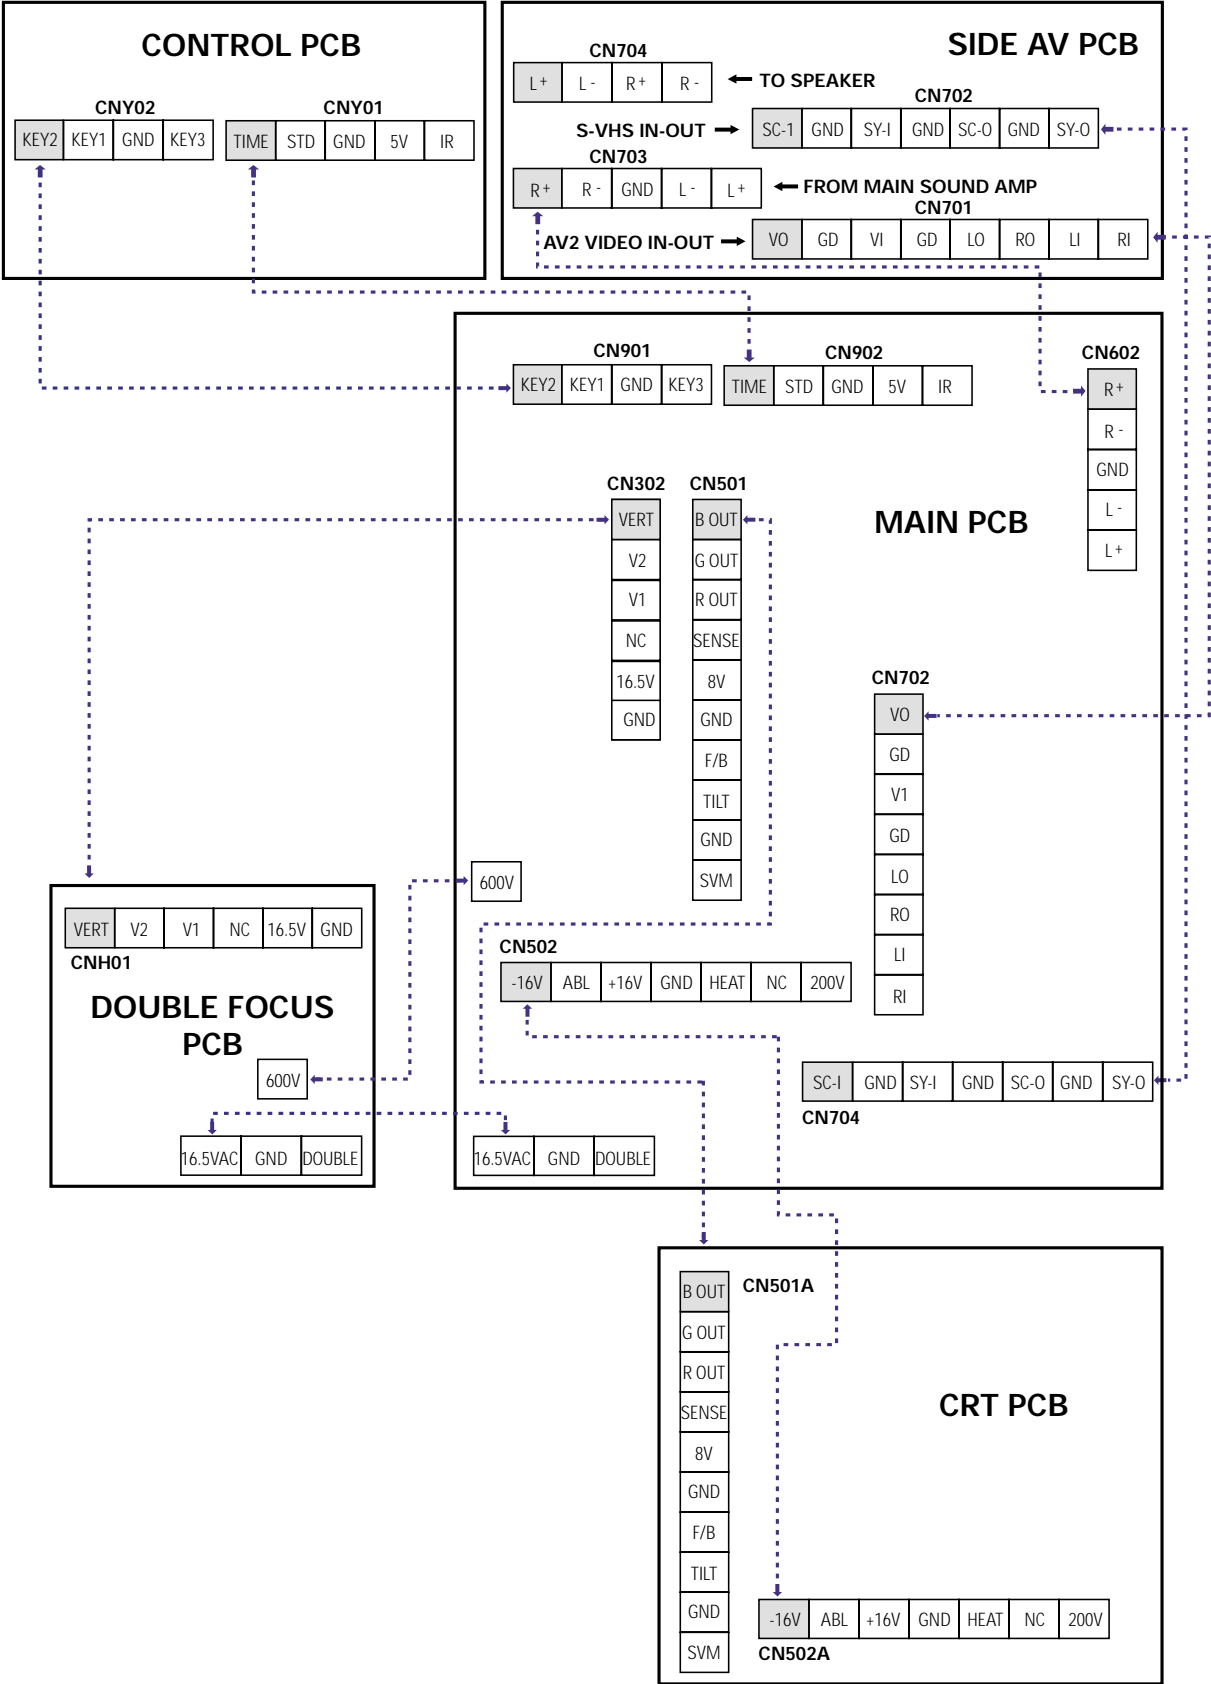 CONTROL PCB
CNY02 CNY01
KEY2 KEY1 GND KEY3 TIME STD GND 5V IR
SIDE AV PCB
CN704
L+ L- R+ R- TO SPEAKER
CN702
S-VHS IN-OUT SC-1 GND SY-I GND SC-O GND SY-O
CN703
R+ R- GND L- L+ FROM MAIN SOUND AMP
CN701
AV2 VIDEO IN-OUT VO GD VI GD LO RO LI RI
CN901 CN902 CN602
KEY2 KEY1 GND KEY3 TIME STD GND 5V IR
R+
R-
GND
L-
L+
MAIN PCB
CN302
VERT
V2
V1
NC
16.5V
GND
CN501
B OUT
G OUT
R OUT
SENSE
8V
GND
F/B
TILT
GND
SVM
CN702
VO
GD
V1
GD
LO
RO
LI
RI
600V
CN502
-16V ABL +16V GND HEAT NC 200V
SC-I GND SY-I GND SC-O GND SY-O
CN704
16.5VAC GND DOUBLE
VERT V2 V1 NC 16.5V GND
CNH01
DOUBLE FOCUS
PCB
600V
16.5VAC GND DOUBLE
CN501A
B OUT
G OUT
R OUT
SENSE
8V
GND
F/B
TILT
GND
SVM
CRT PCB
-16V ABL +16V GND HEAT NC 200V
CN502A